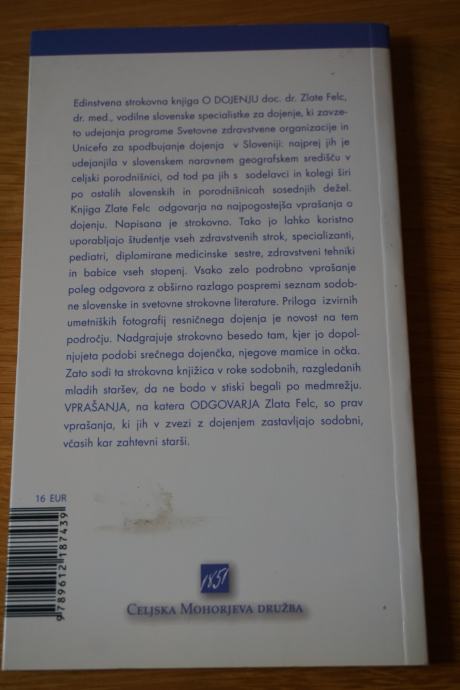 Edinstvena strokovna knjiga O DOJENJU doc. dr. Zlate Felc,
dr. med., vodilne slovenske specialistke za dojenje, ki zavze-
to udejanja programe Svetovne zdravstvene organizacije in
Unicefa za spodbujanje dojenja v Sloveniji: najprej jih je
udejanjila v slovenskem naravnem geografskem središču v
celjski porodnišnici, od tod pa jih s sodelavci in kolegi širi
po ostalih slovenskih in porodnišnicah sosednjih dežel.
Knjiga Zlate Felc odgovarja na najpogostejša vprašanja o
dojenju. Napisana je strokovno. Tako jo lahko koristno
uporabljajo študentje vseh zdravstvenih strok, specializanti,
pediatri, diplomirane medicinske sestre, zdravstveni tehniki
in babice vseh stopenj. Vsako zelo podrobno vprašanje
poleg odgovora z obširno razlago pospremi seznam sodob-
ne slovenske in svetovne strokovne literature. Priloga izvirnih
umetniških fotografij resničnega dojenja je novost na tem
področju. Nadgrajuje strokovno besedo tam, kjer jo dopol-
njujeta podobi srečnega dojenčka, njegove mamice in očka.
Zato sodi ta strokovna knjižica v roke sodobnih, razgledanih
mladih staršev, da ne bodo v stiski begali po medmrežju.
VPRAŠANJA, na katera ODGOVARJA Zlata Felc, so prav
vprašanja, ki jih v zvezi z dojenjem zastavljajo sodobni,
včasih kar zahtevni starši.
16 EUR
9789612187439
1851
CELJSKA MOHORJEVA DRUŽBA